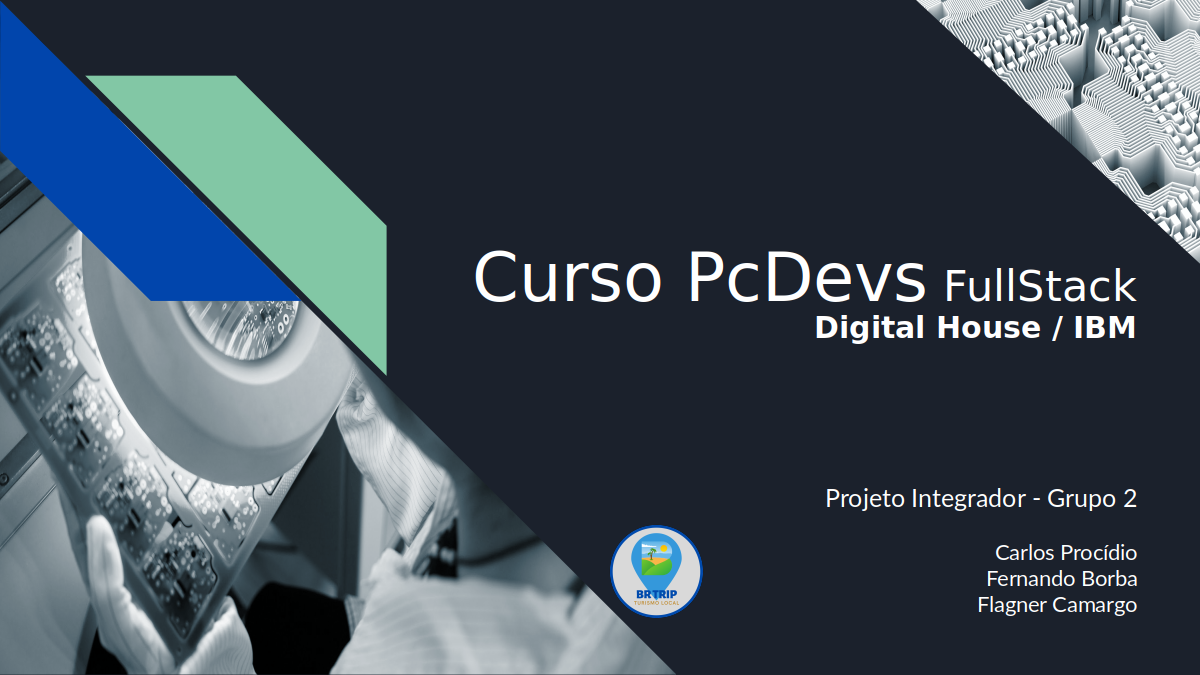 Curso PcDevs FullStack
Digital House / IBM
Projeto Integrador - Grupo 2
Carlos Procídio
Fernando Borba
Flagner Camargo
BR TRIP
TURISMO LOCAL